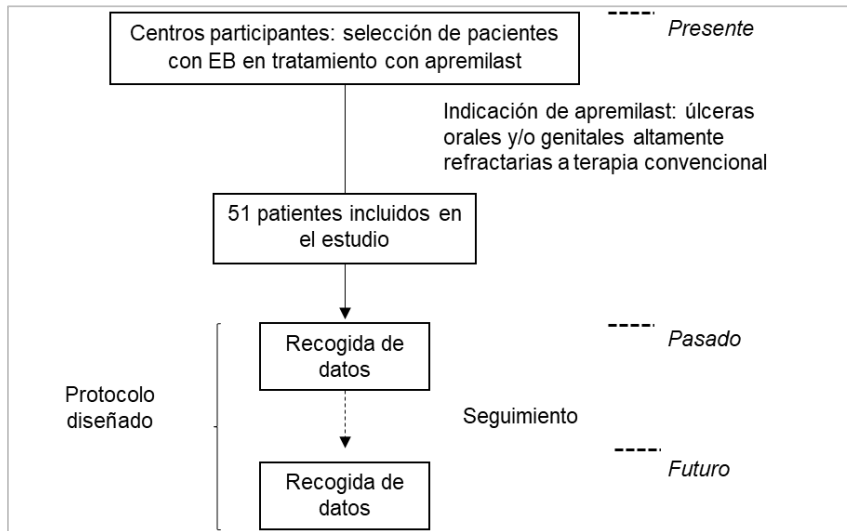 Centros participantes: selección de pacientes
con EB en tratamiento con apremilast
Presente
Indicación de apremilast: úlceras
orales y/o genitales altamente
refractarias a terapia convencional
51 patientes incluidos en
el estudio
Recogida de
datos
Pasado
Protocolo
diseñado
Seguimiento
Recogida de
datos
Futuro